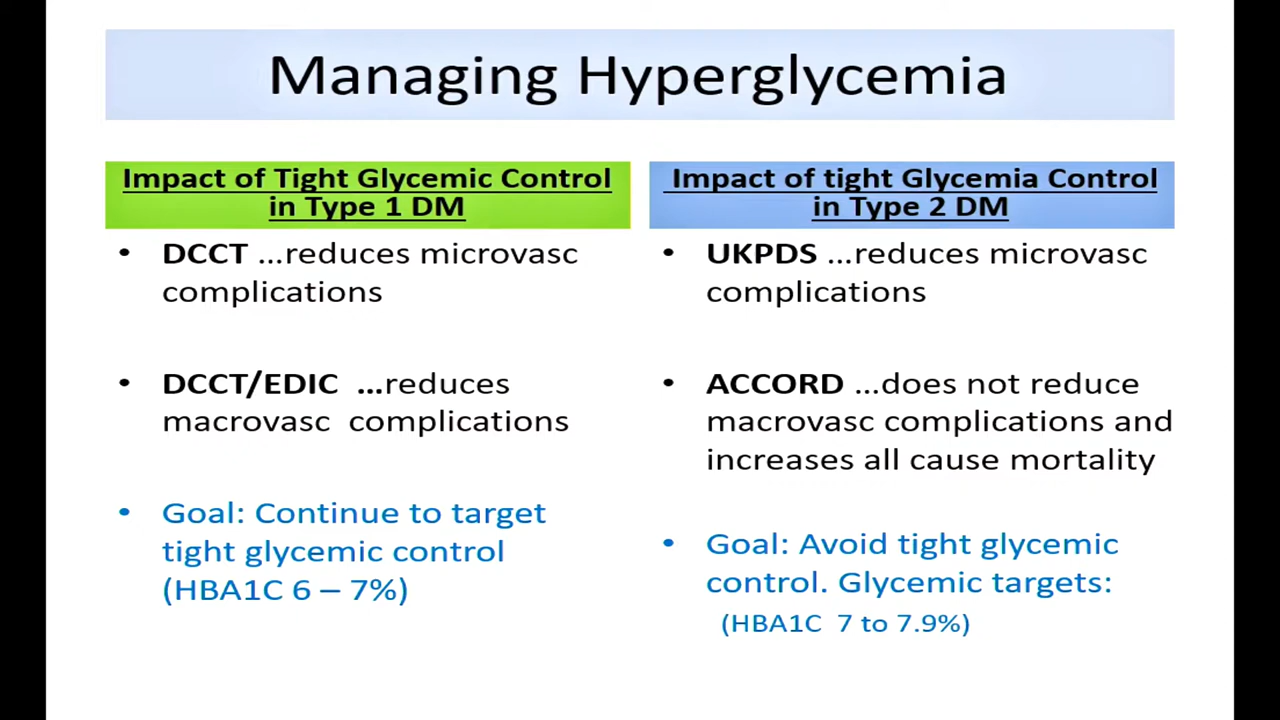 Managing Hyperglycemia
Impact of Tight Glycemic Control
in Type 1 DM
• DCCT ...reduces microvasc
complications
• DCCT/EDIC ...reduces
macrovasc complications
• Goal: Continue to target
tight glycemic control
(HBA1C 6 – 7%)
Impact of tight Glycemia Control
in Type 2 DM
• UKPDS ...reduces microvasc
complications
• ACCORD ...does not reduce
macrovasc complications and
increases all cause mortality
• Goal: Avoid tight glycemic
control. Glycemic targets:
(HBA1C 7 to 7.9%)